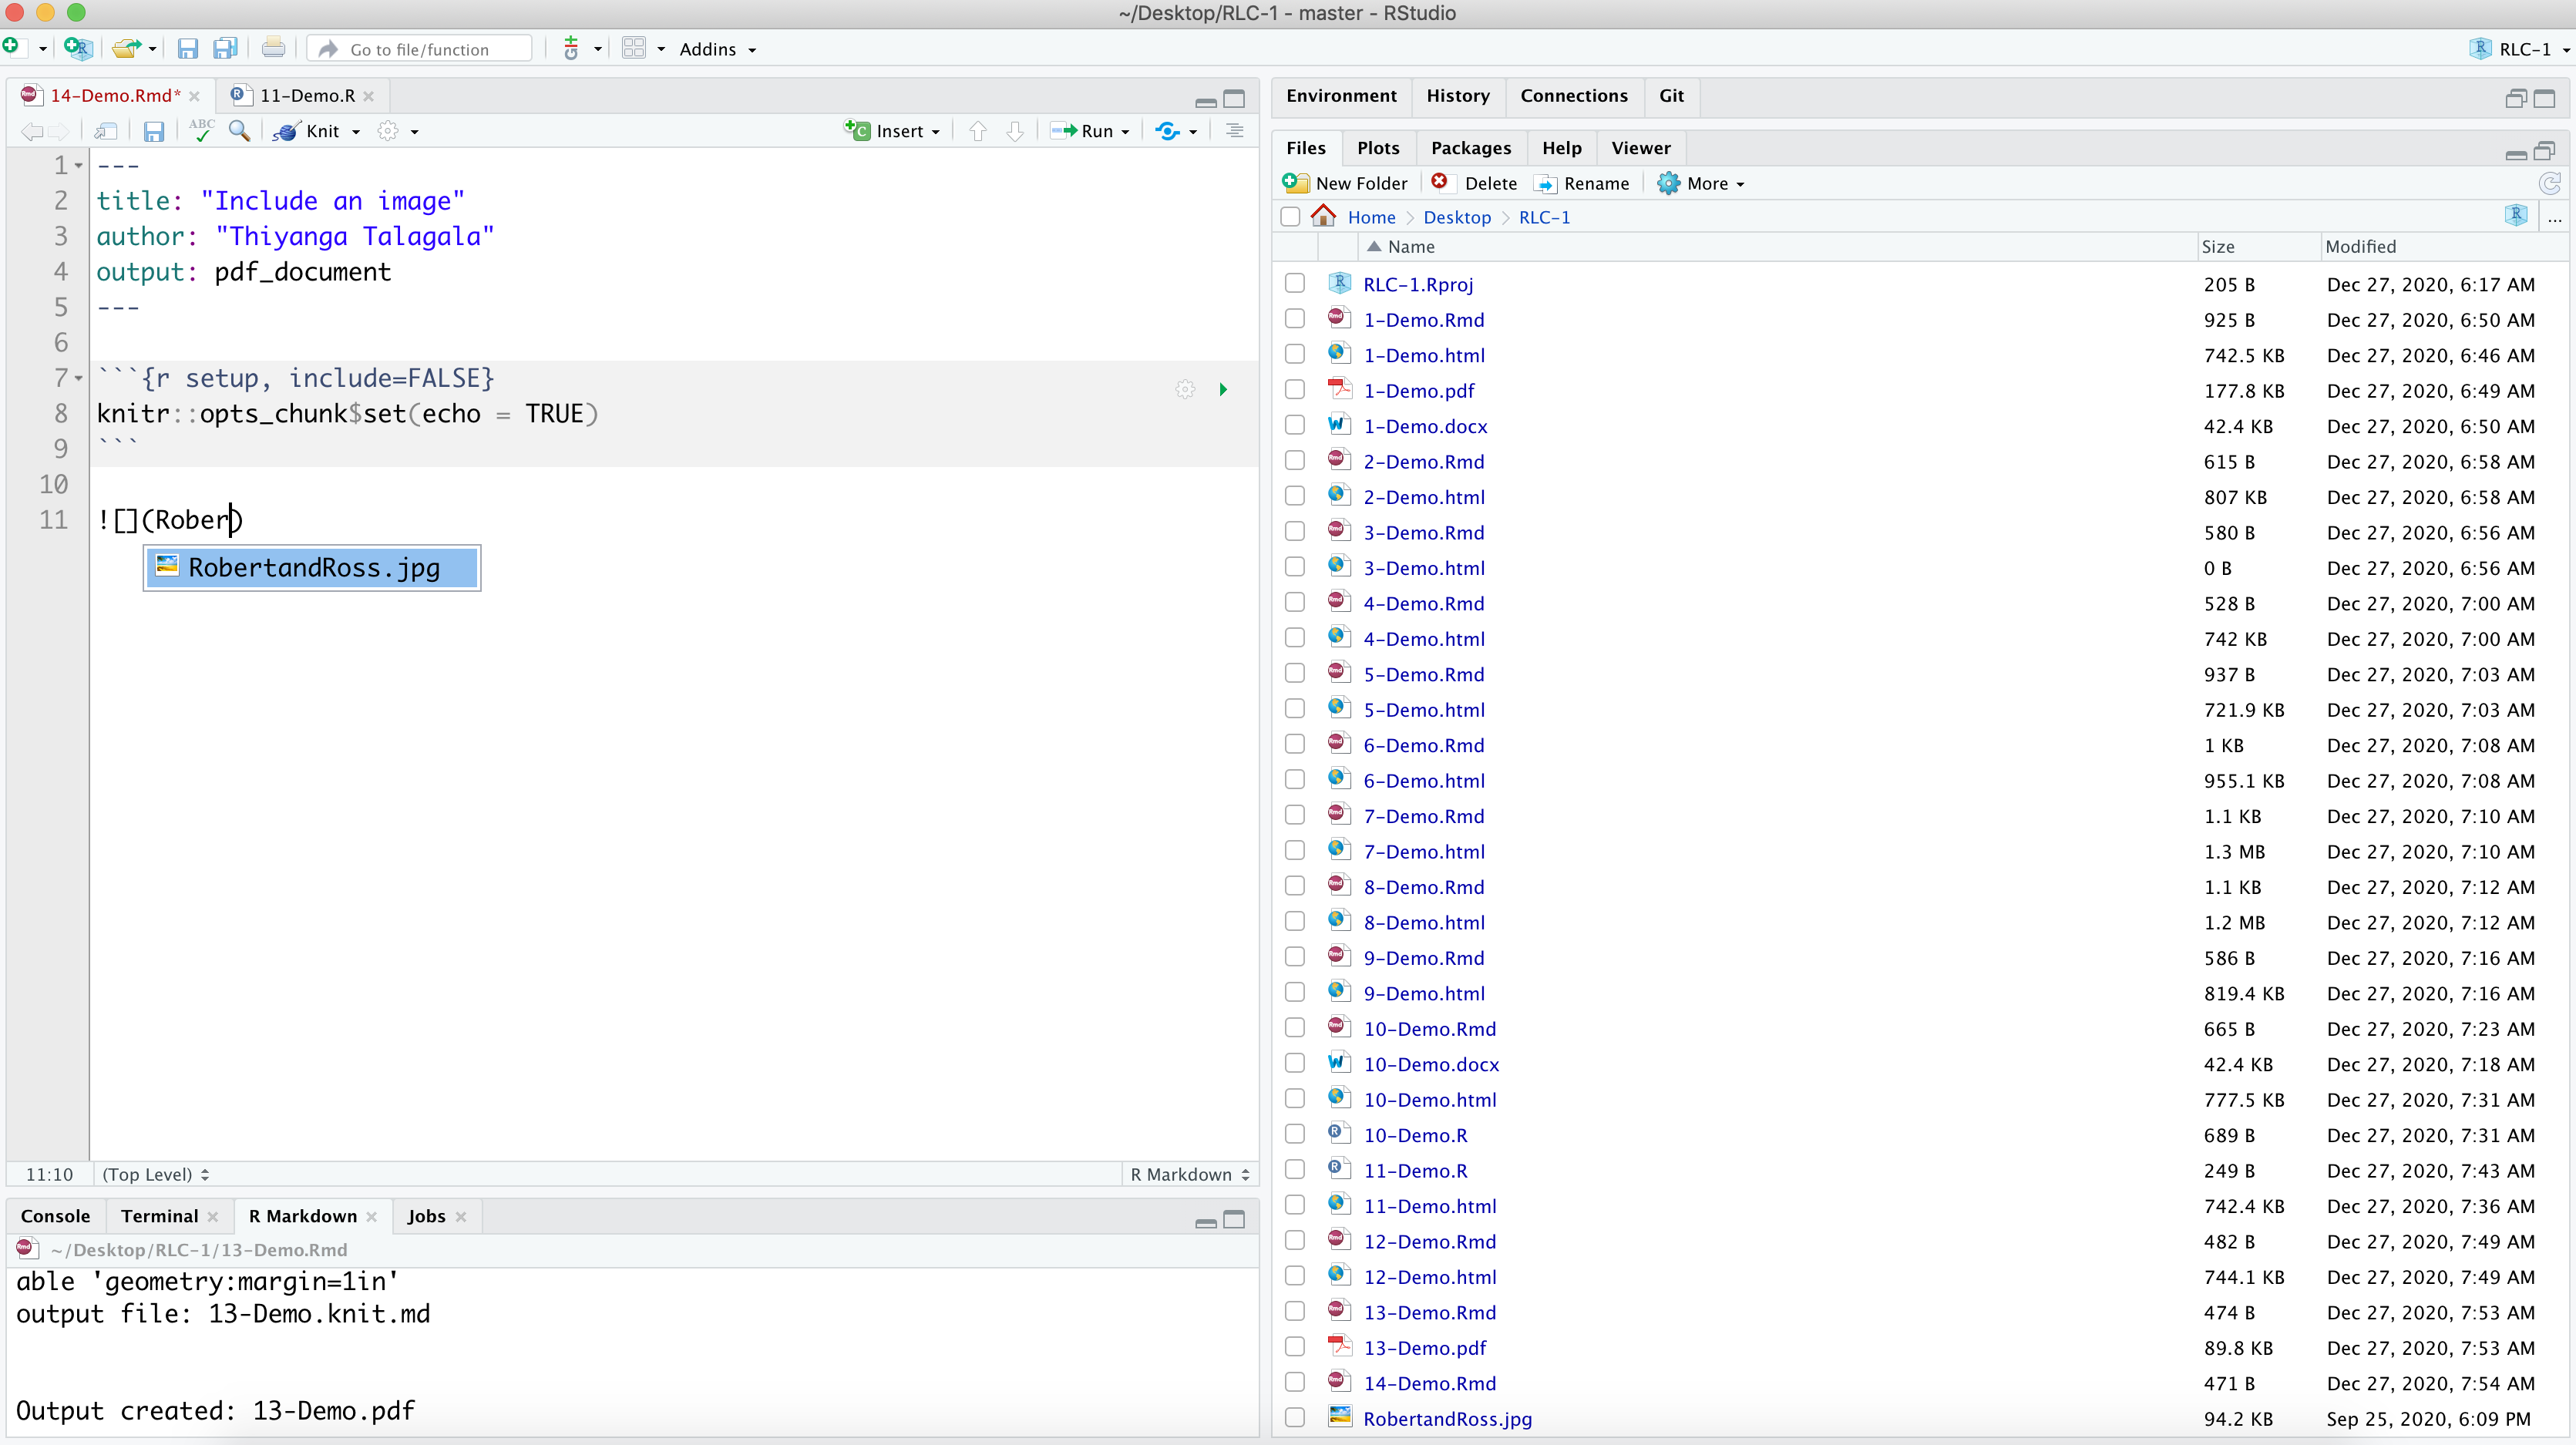 ~/Desktop/RLC-1 - master - RStudio
Go to file/function
Addins
RLC-1
14-Demo.Rmd*
11-Demo.R
ABC
Knit
Insert
Run
1 ---
2 title: "Include an image"
3 author: "Thiyanga Talagala"
4 output: pdf_document
5 ---
6
7 ```{r setup, include=FALSE}
8 knitr::opts_chunk$set(echo = TRUE)
9 ```
10
11 ![](Rober)
RobertandRoss.jpg
11:10 (Top Level) R Markdown
Console Terminal R Markdown Jobs
~/Desktop/RLC-1/13-Demo.Rmd
able 'geometry:margin=1in'
output file: 13-Demo.knit.md
Output created: 13-Demo.pdf
Environment History Connections Git
Files Plots Packages Help Viewer
New Folder Delete Rename More
Home Desktop RLC-1 ...
Name Size Modified
RLC-1.Rproj 205 B Dec 27, 2020, 6:17 AM
1-Demo.Rmd 925 B Dec 27, 2020, 6:50 AM
1-Demo.html 742.5 KB Dec 27, 2020, 6:46 AM
1-Demo.pdf 177.8 KB Dec 27, 2020, 6:49 AM
1-Demo.docx 42.4 KB Dec 27, 2020, 6:50 AM
2-Demo.Rmd 615 B Dec 27, 2020, 6:58 AM
2-Demo.html 807 KB Dec 27, 2020, 6:58 AM
3-Demo.Rmd 580 B Dec 27, 2020, 6:56 AM
3-Demo.html 0 B Dec 27, 2020, 6:56 AM
4-Demo.Rmd 528 B Dec 27, 2020, 7:00 AM
4-Demo.html 742 KB Dec 27, 2020, 7:00 AM
5-Demo.Rmd 937 B Dec 27, 2020, 7:03 AM
5-Demo.html 721.9 KB Dec 27, 2020, 7:03 AM
6-Demo.Rmd 1 KB Dec 27, 2020, 7:08 AM
6-Demo.html 955.1 KB Dec 27, 2020, 7:08 AM
7-Demo.Rmd 1.1 KB Dec 27, 2020, 7:10 AM
7-Demo.html 1.3 MB Dec 27, 2020, 7:10 AM
8-Demo.Rmd 1.1 KB Dec 27, 2020, 7:12 AM
8-Demo.html 1.2 MB Dec 27, 2020, 7:12 AM
9-Demo.Rmd 586 B Dec 27, 2020, 7:16 AM
9-Demo.html 819.4 KB Dec 27, 2020, 7:16 AM
10-Demo.Rmd 665 B Dec 27, 2020, 7:23 AM
10-Demo.docx 42.4 KB Dec 27, 2020, 7:18 AM
10-Demo.html 777.5 KB Dec 27, 2020, 7:31 AM
10-Demo.R 689 B Dec 27, 2020, 7:31 AM
11-Demo.R 249 B Dec 27, 2020, 7:43 AM
11-Demo.html 742.4 KB Dec 27, 2020, 7:36 AM
12-Demo.Rmd 482 B Dec 27, 2020, 7:49 AM
12-Demo.html 744.1 KB Dec 27, 2020, 7:49 AM
13-Demo.Rmd 474 B Dec 27, 2020, 7:53 AM
13-Demo.pdf 89.8 KB Dec 27, 2020, 7:53 AM
14-Demo.Rmd 471 B Dec 27, 2020, 7:54 AM
RobertandRoss.jpg 94.2 KB Sep 25, 2020, 6:09 PM